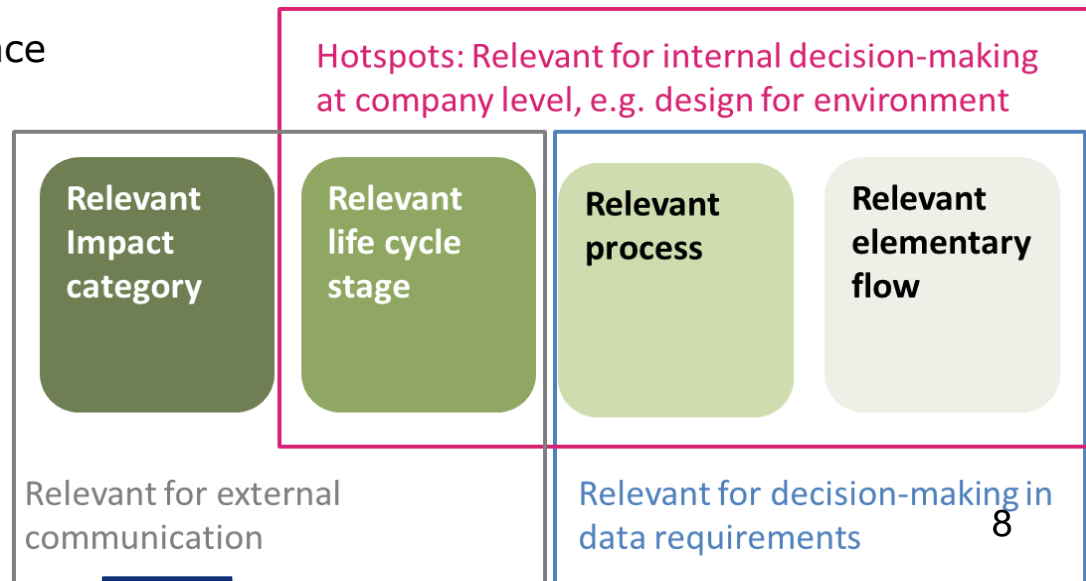 Hotspots: Relevant for internal decision-making
at company level, e.g. design for environment
Relevant
Impact
category
Relevant
life cycle
stage
Relevant
process
Relevant
elementary
flow
Relevant for external
communication
Relevant for decision-making in
data requirements
8